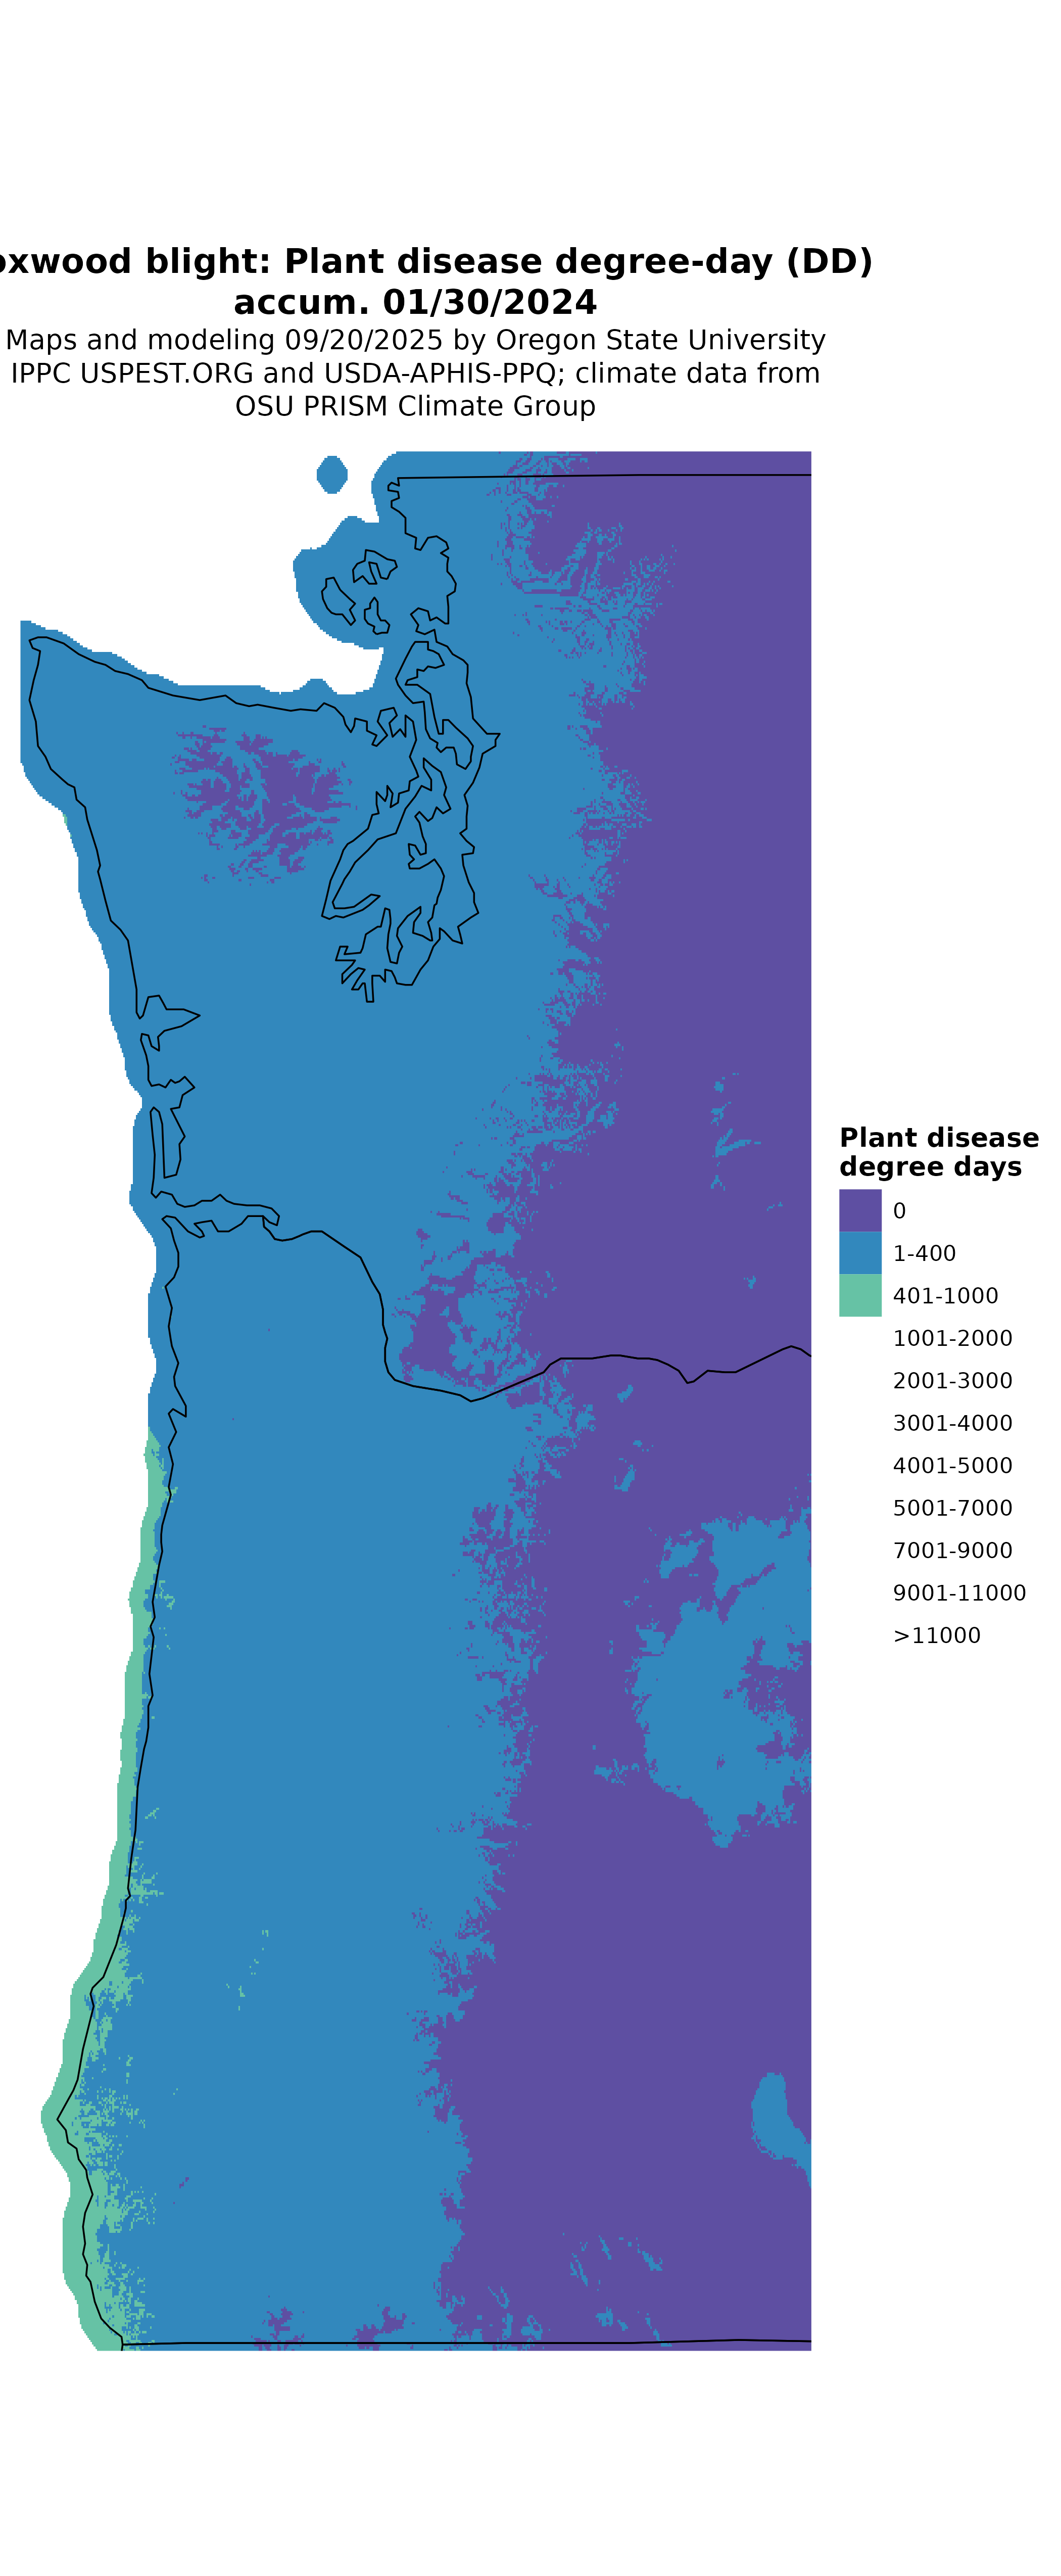 oxwood blight: Plant disease degree-day (DD)
accum. 01/30/2024
Maps and modeling 09/20/2025 by Oregon State University
IPPC USPEST.ORG and USDA-APHIS-PPQ; climate data from
OSU PRISM Climate Group
Plant disease
degree days
0
1-400
401-1000
1001-2000
2001-3000
3001-4000
4001-5000
5001-7000
7001-9000
9001-11000
>11000